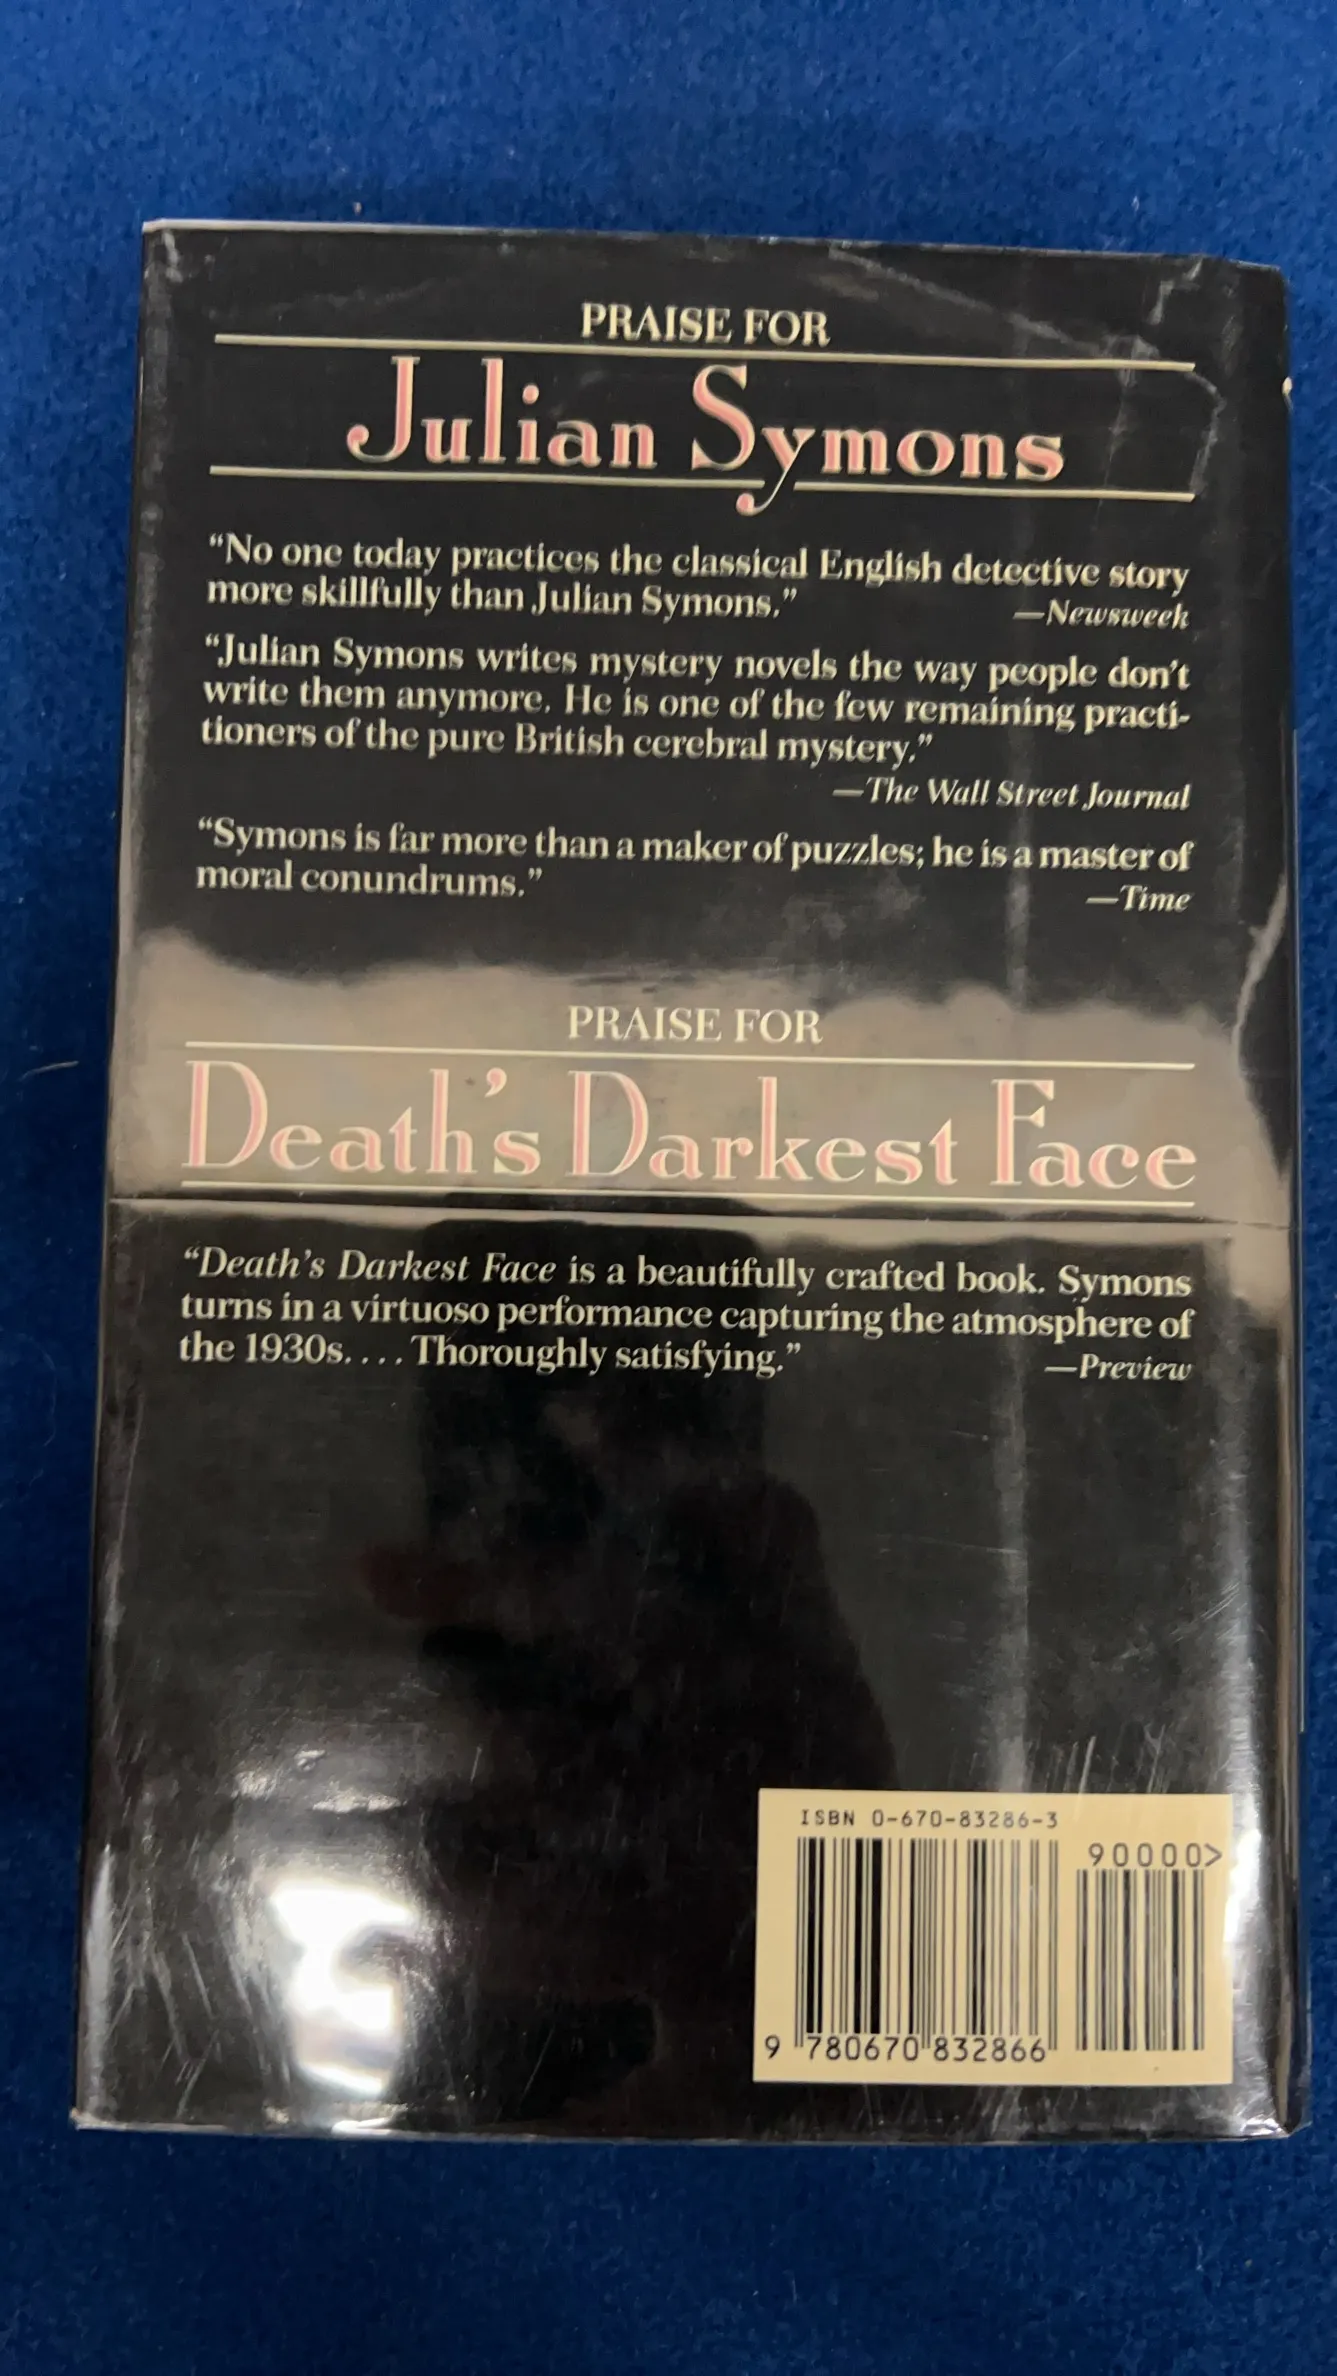 PRAISE FOR
Julian Symons
“No one today practices the classical English detective story
more skillfully than Julian Symons.” —Newsweek
“Julian Symons writes mystery novels the way people don’t
write them anymore. He is one of the few remaining practi-
tioners of the pure British cerebral mystery.”
—The Wall Street Journal
“Symons is far more than a maker of puzzles; he is a master of
moral conundrums.” —Time
PRAISE FOR
Death’s Darkest Face
“Death’s Darkest Face is a beautifully crafted book. Symons
turns in a virtuoso performance capturing the atmosphere of
the 1930s. . . . Thoroughly satisfying.” —Preview
ISBN 0-670-83286-3
90000>
9 780670 832866